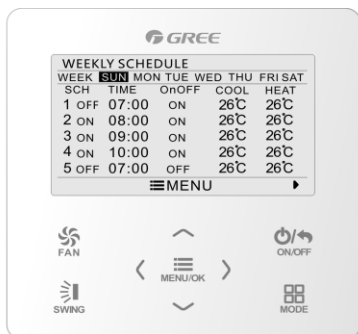 GREE
WEEKLY SCHEDULE
WEEK SUN MON TUE WED THU FRI SAT
SCH TIME OnOFF COOL HEAT
1 OFF 07:00 ON 26℃ 26℃
2 ON 08:00 ON 26℃ 26℃
3 ON 09:00 ON 26℃ 26℃
4 ON 10:00 ON 26℃ 26℃
5 OFF 07:00 OFF 26℃ 26℃
MENU
FAN
MENU/OK
ON/OFF
SWING
MODE